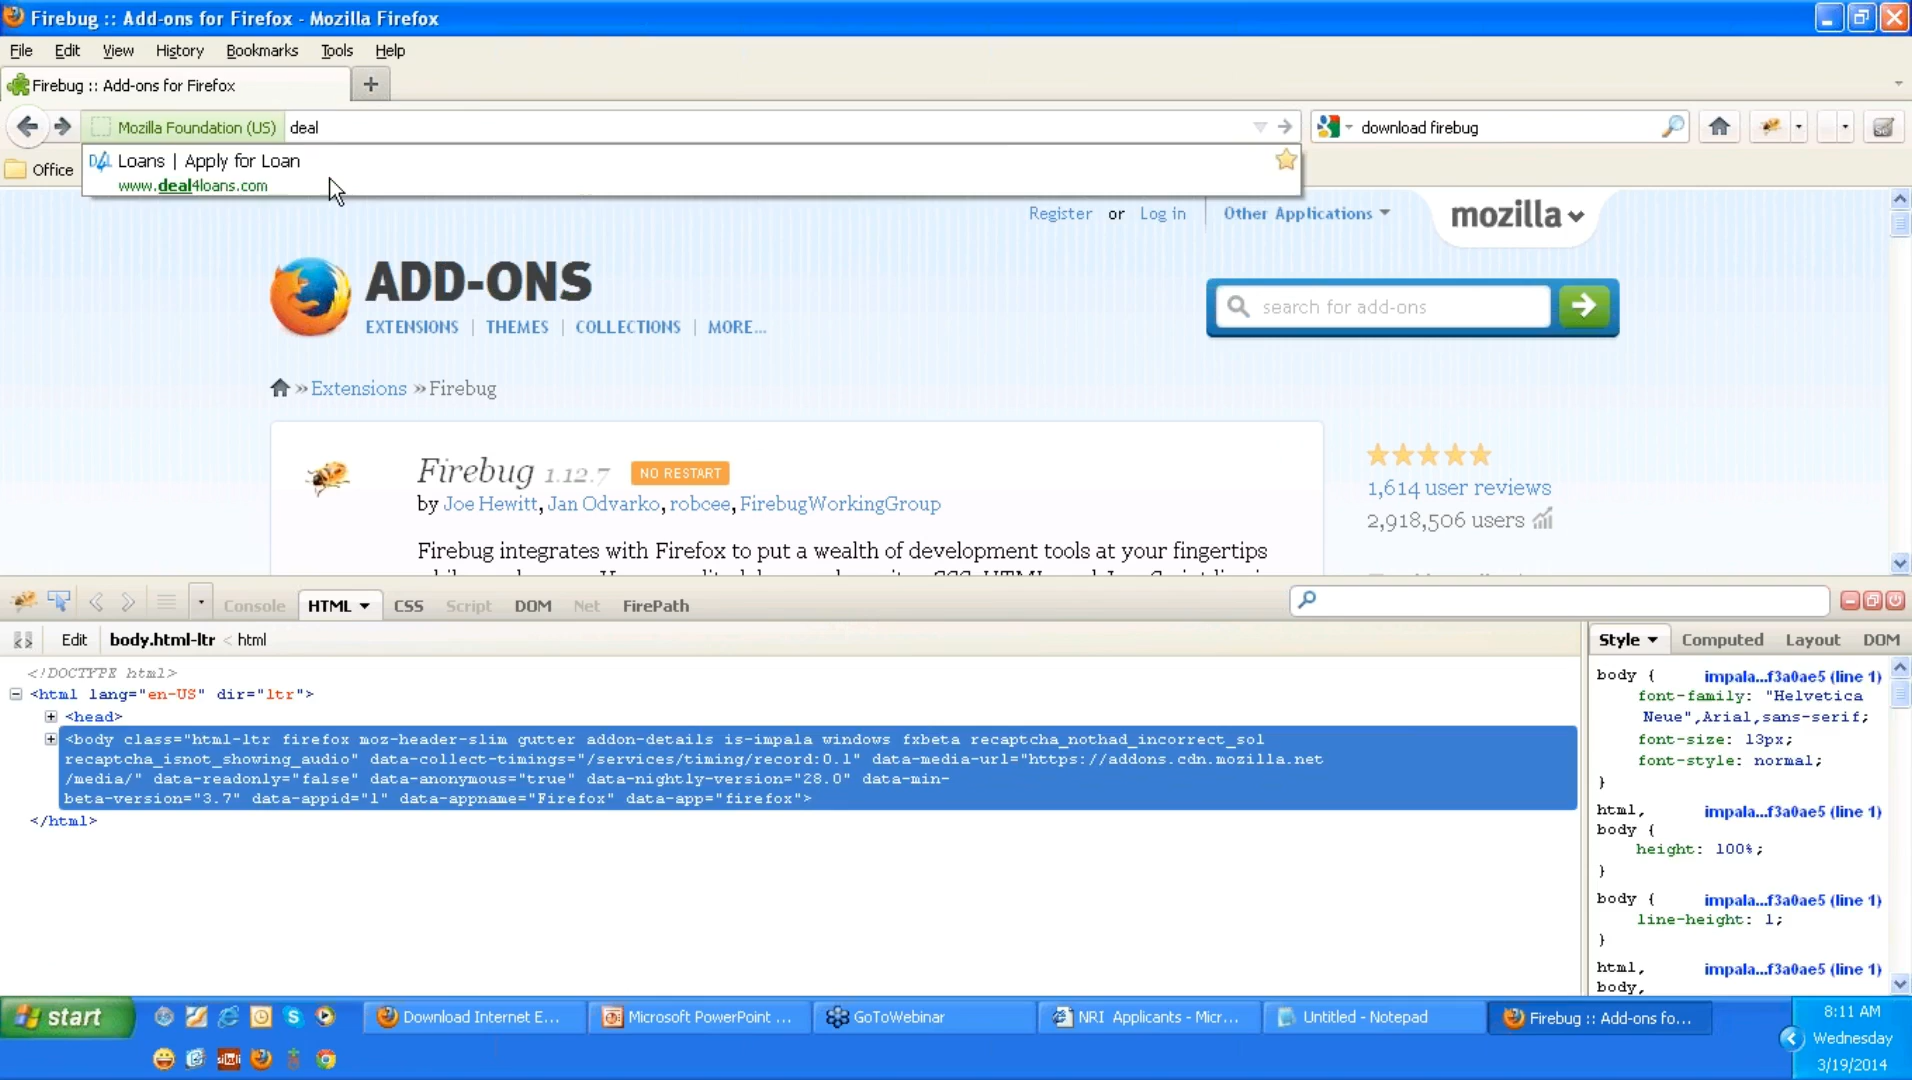 Firebug :: Add-ons for Firefox - Mozilla Firefox
File Edit View History Bookmarks Tools Help
Firebug :: Add-ons for Firefox
Mozilla Foundation (US) deal
download firebug
Office
Loans | Apply for Loan
www.deal4loans.com
Register or Log in Other Applications mozilla
ADD-ONS
search for add-ons
EXTENSIONS | THEMES | COLLECTIONS | MORE...
» Extensions » Firebug
Firebug 1.12.7 NO RESTART
by Joe Hewitt, Jan Odvarko, robcee, FirebugWorkingGroup
Firebug integrates with Firefox to put a wealth of development tools at your fingertips
1,614 user reviews
2,918,506 users
Console HTML CSS Script DOM Net FirePath
Edit body.html-ltr < html
Style Computed Layout DOM
<!DOCTYPE html>
<html lang="en-US" dir="ltr">
<head>
<body class="html-ltr firefox moz-header-slim gutter addon-details is-impala windows fxbeta recaptcha_nothad_incorrect_sol
recaptcha_isnot_showing_audio" data-collect-timings="/services/timing/record:0.1" data-media-url="https://addons.cdn.mozilla.net
/media/" data-readonly="false" data-anonymous="true" data-nightly-version="28.0" data-min-
beta-version="3.7" data-appid="1" data-appname="Firefox" data-app="firefox">
</html>
body { impala...f3a0ae5 (line 1)
font-family: "Helvetica
Neue",Arial,sans-serif;
font-size: 13px;
font-style: normal;
}
html, impala...f3a0ae5 (line 1)
body {
height: 100%;
}
body { impala...f3a0ae5 (line 1)
line-height: 1;
}
html, impala...f3a0ae5 (line 1)
body,
start
Download Internet E...
Microsoft PowerPoint ...
GoToWebinar
NRI Applicants - Micr...
Untitled - Notepad
Firebug :: Add-ons fo...
8:11 AM
Wednesday
3/19/2014